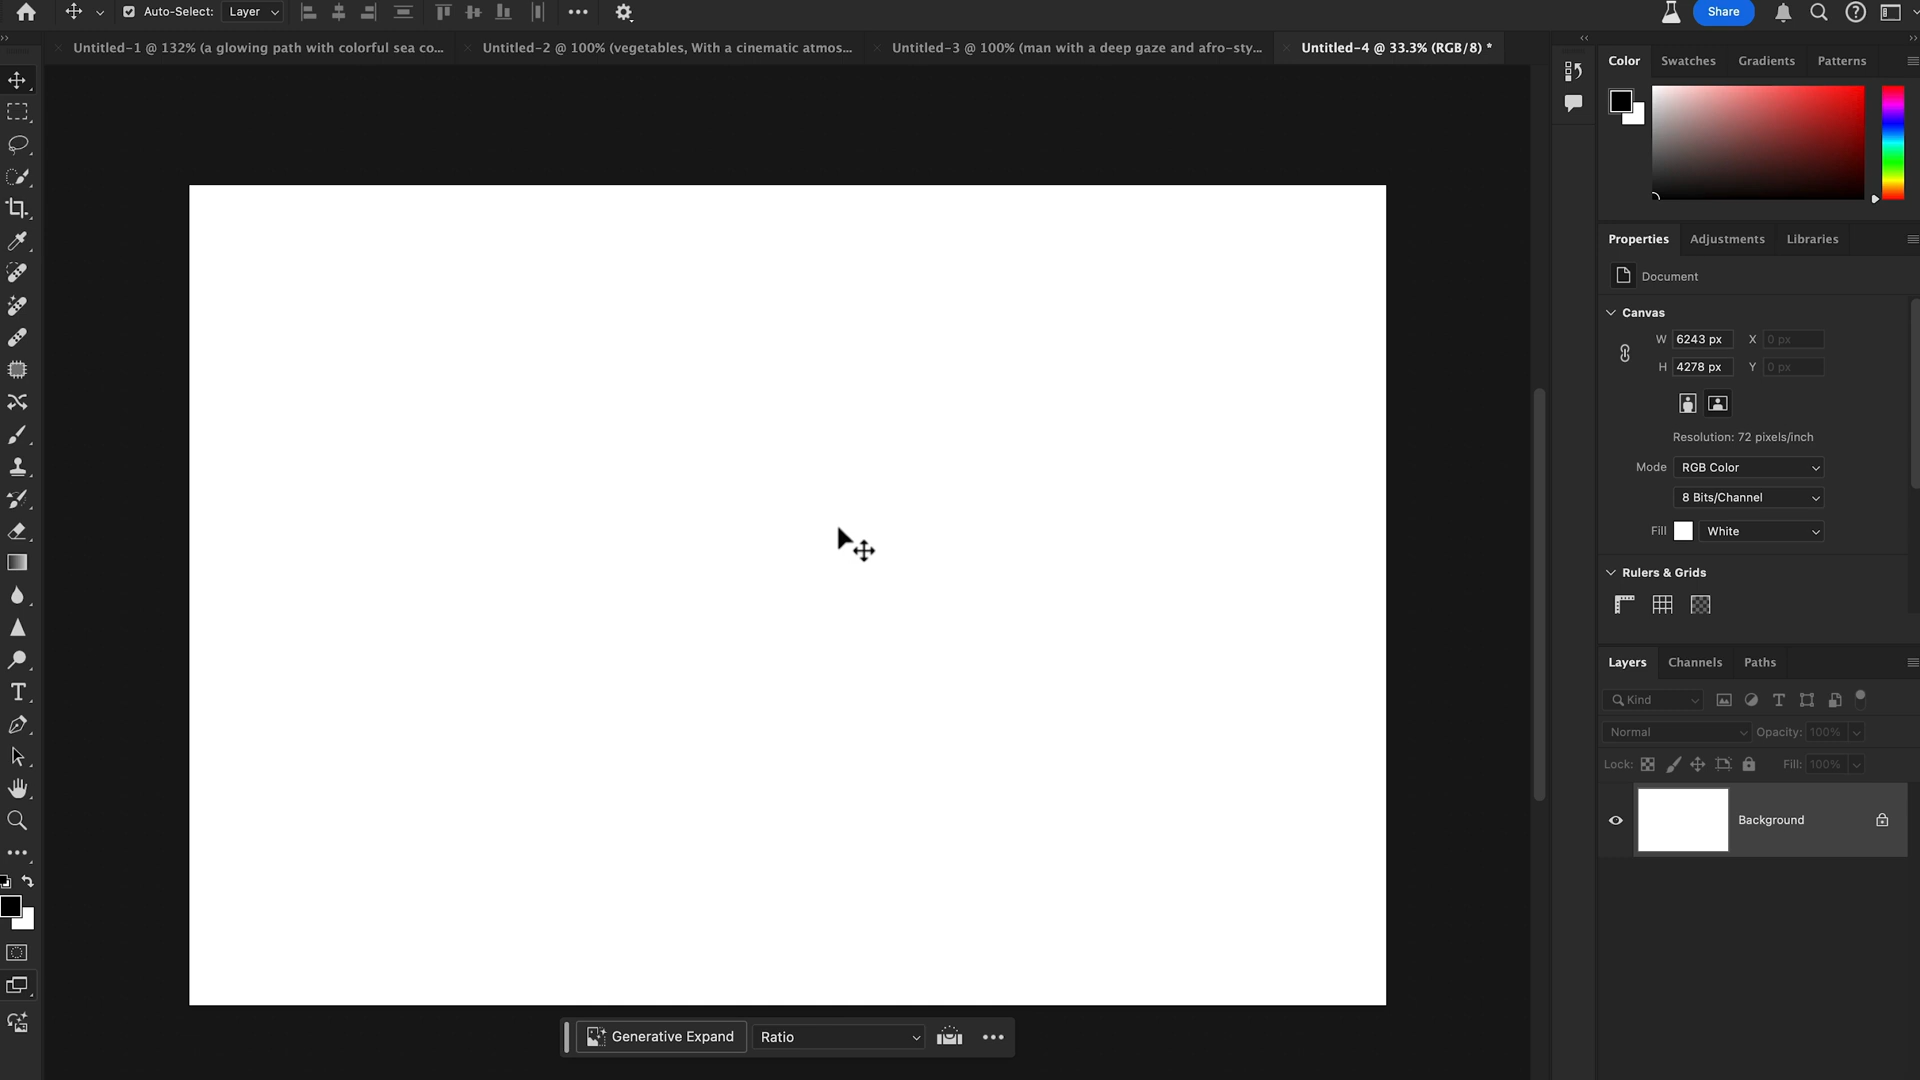 Auto-Select:
Layer
Share
Untitled-1 @ 132% (a glowing path with colorful sea co...
Untitled-2 @ 100% (vegetables, With a cinematic atmos...
Untitled-3 @ 100% (man with a deep gaze and afro-sty...
Untitled-4 @ 33.3% (RGB/8) *
Color
Swatches
Gradients
Patterns
Properties
Adjustments
Libraries
Document
Canvas
W 6243 px X 0 px
H 4278 px Y 0 px
Resolution: 72 pixels/inch
Mode RGB Color
8 Bits/Channel
Fill White
Rulers & Grids
Layers
Channels
Paths
Kind
Normal Opacity: 100%
Lock: Fill: 100%
Background
Generative Expand
Ratio